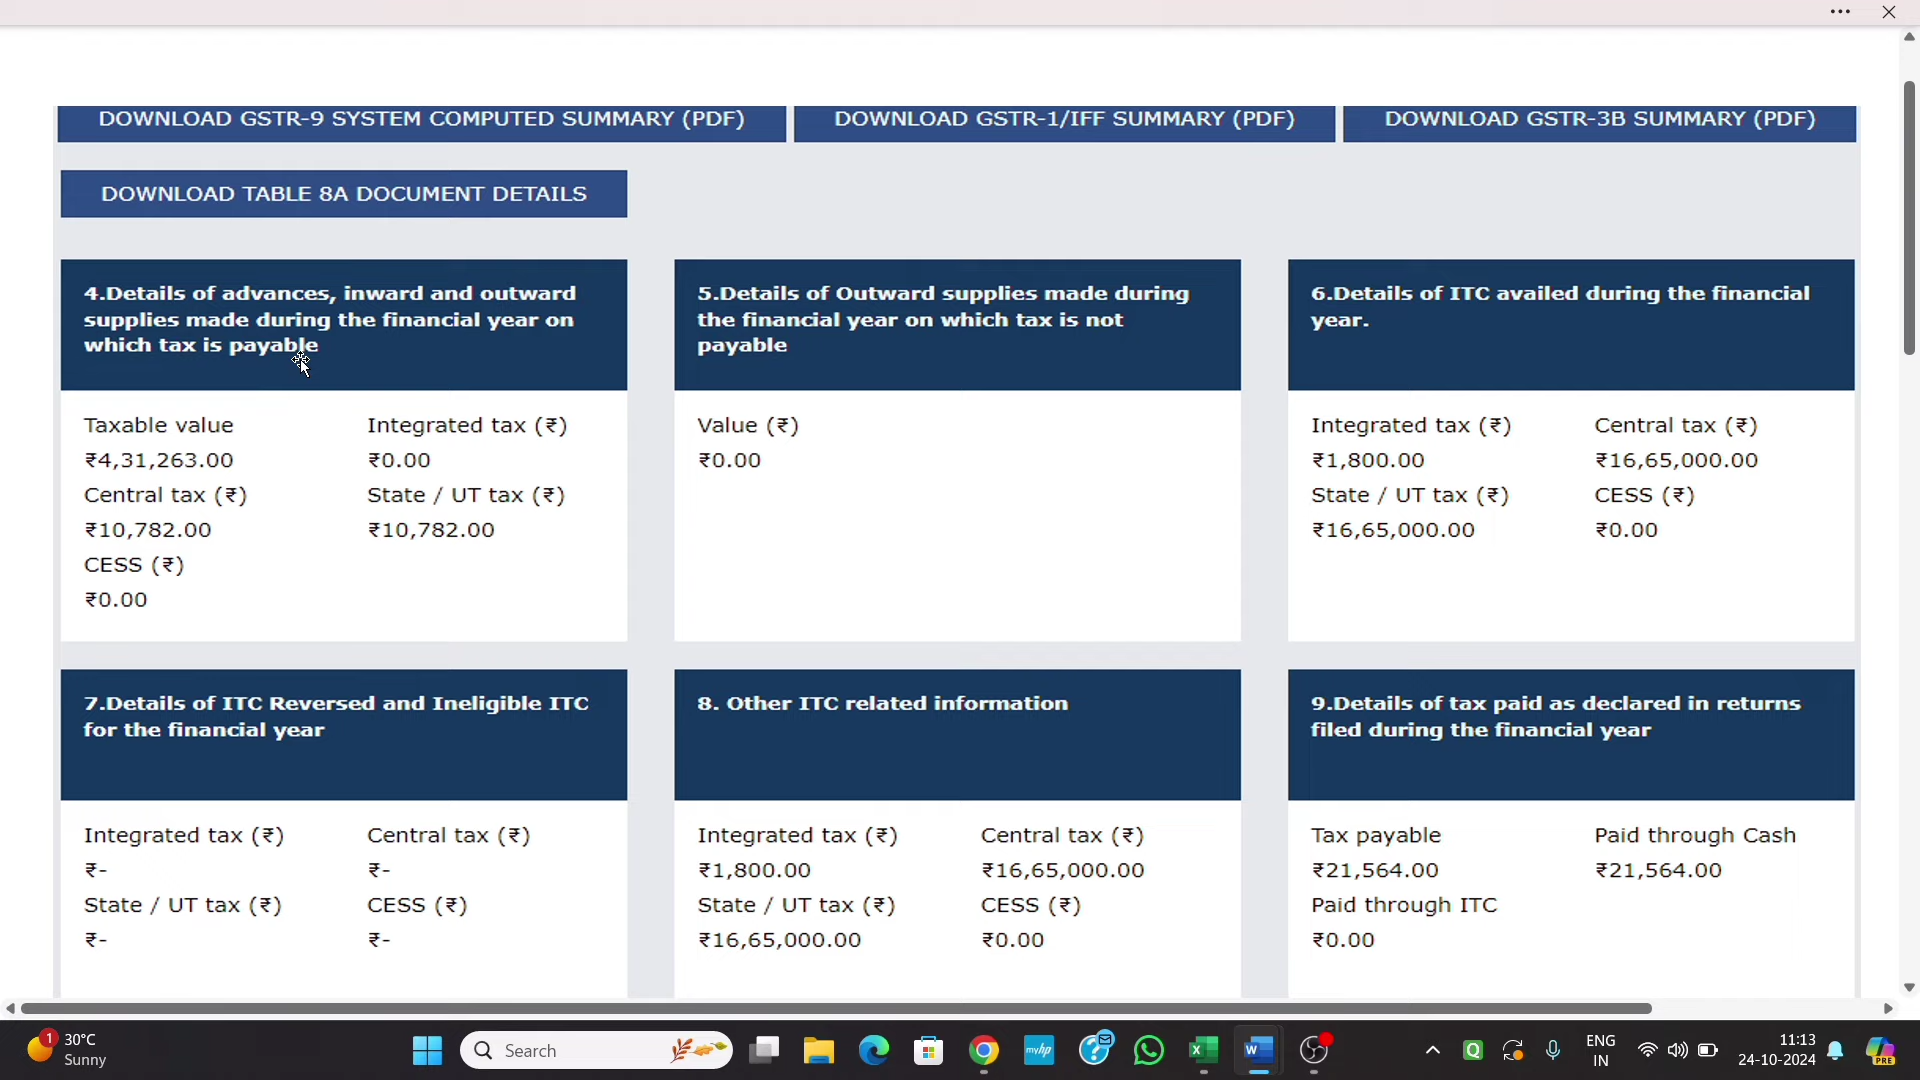 DOWNLOAD GSTR-9 SYSTEM COMPUTED SUMMARY (PDF)
DOWNLOAD GSTR-1/IFF SUMMARY (PDF)
DOWNLOAD GSTR-3B SUMMARY (PDF)
DOWNLOAD TABLE 8A DOCUMENT DETAILS
4.Details of advances, inward and outward
supplies made during the financial year on
which tax is payable
Taxable value
Integrated tax (₹)
₹4,31,263.00
₹0.00
Central tax (₹)
State / UT tax (₹)
₹10,782.00
₹10,782.00
CESS (₹)
₹0.00
5.Details of Outward supplies made during
the financial year on which tax is not
payable
Value (₹)
₹0.00
6.Details of ITC availed during the financial
year.
Integrated tax (₹)
Central tax (₹)
₹1,800.00
₹16,65,000.00
State / UT tax (₹)
CESS (₹)
₹16,65,000.00
₹0.00
7.Details of ITC Reversed and Ineligible ITC
for the financial year
Integrated tax (₹)
Central tax (₹)
₹-
₹-
State / UT tax (₹)
CESS (₹)
₹-
₹-
8. Other ITC related information
Integrated tax (₹)
Central tax (₹)
₹1,800.00
₹16,65,000.00
State / UT tax (₹)
CESS (₹)
₹16,65,000.00
₹0.00
9.Details of tax paid as declared in returns
filed during the financial year
Tax payable
Paid through Cash
₹21,564.00
₹21,564.00
Paid through ITC
₹0.00
1
30°C
Sunny
Search
myhp
ENG
IN
11:13
24-10-2024
PRE